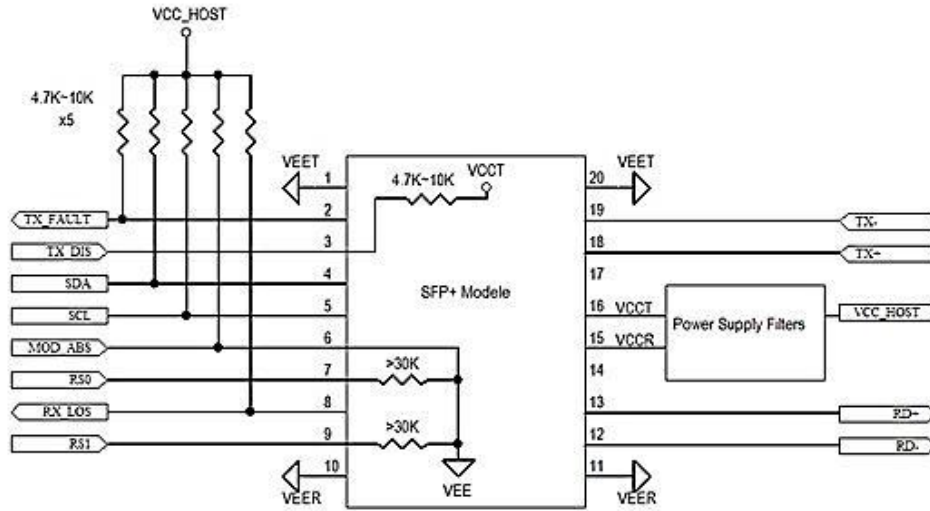 VCC_HOST
4.7K~10K
x5
VEET
1
2
3
4
5
6
7
8
9
10
VEER
TX_FAULT
TX_DIS
SDA
SCL
MOD_ABS
RS0
RX_LOS
RS1
4.7K~10K
VCCT
SFP+ Modele
>30K
>30K
VEE
20
19
18
17
16
15
14
13
12
11
VEET
VEER
VCCT
VCCR
Power Supply Filters
TX-
TX+
VCC_HOST
RD+
RD-